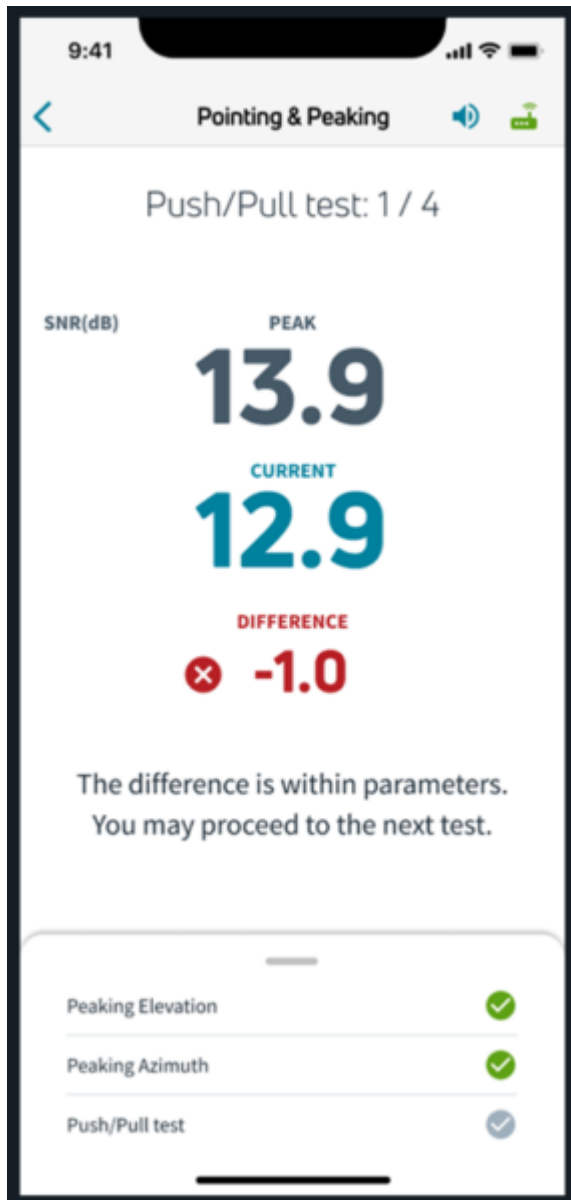 9:41
Pointing & Peaking
Push/Pull test: 1 / 4
SNR(dB)
PEAK
13.9
CURRENT
12.9
DIFFERENCE
-1.0
The difference is within parameters.
You may proceed to the next test.
Peaking Elevation
Peaking Azimuth
Push/Pull test